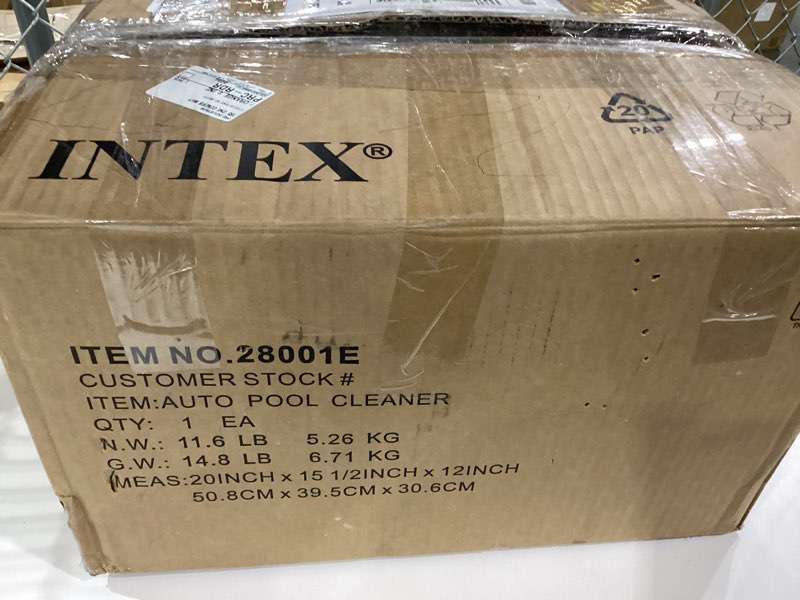 PRC- RDR
INTEX®
20
PAP
ITEM NO.28001E
CUSTOMER STOCK #
ITEM:AUTO POOL CLEANER
QTY: 1 EA
N.W.: 11.6 LB 5.26 KG
G.W.: 14.8 LB 6.71 KG
MEAS:20INCH x 15 1/2INCH x 12INCH
50.8CM x 39.5CM x 30.6CM